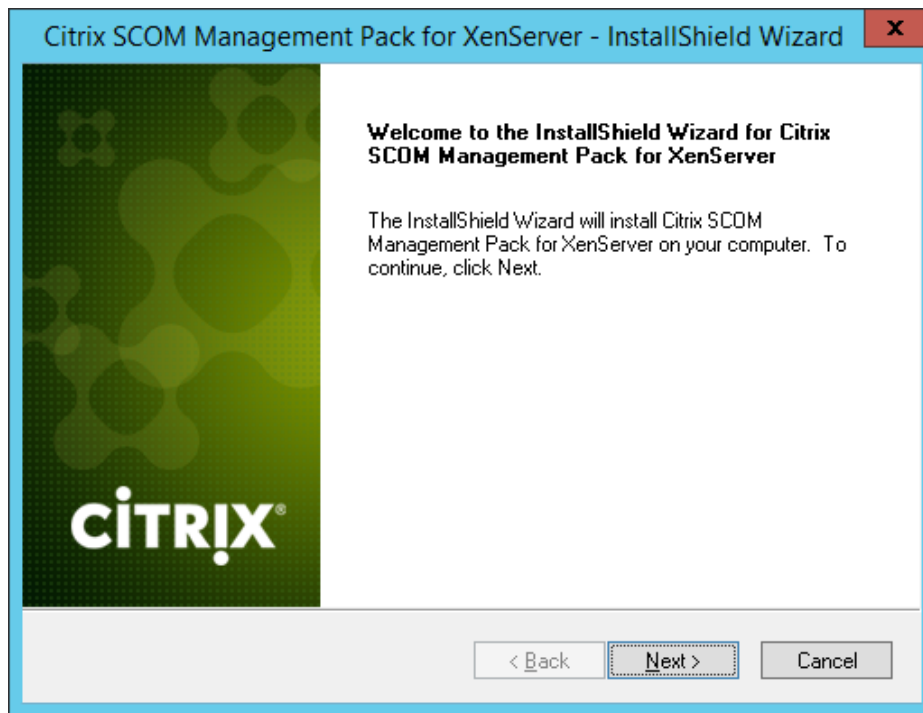 Citrix SCOM Management Pack for XenServer - InstallShield Wizard
x
Welcome to the InstallShield Wizard for Citrix
SCOM Management Pack for XenServer
The InstallShield Wizard will install Citrix SCOM
Management Pack for XenServer on your computer. To
continue, click Next.
CİTRỊX®
< Back
Next >
Cancel